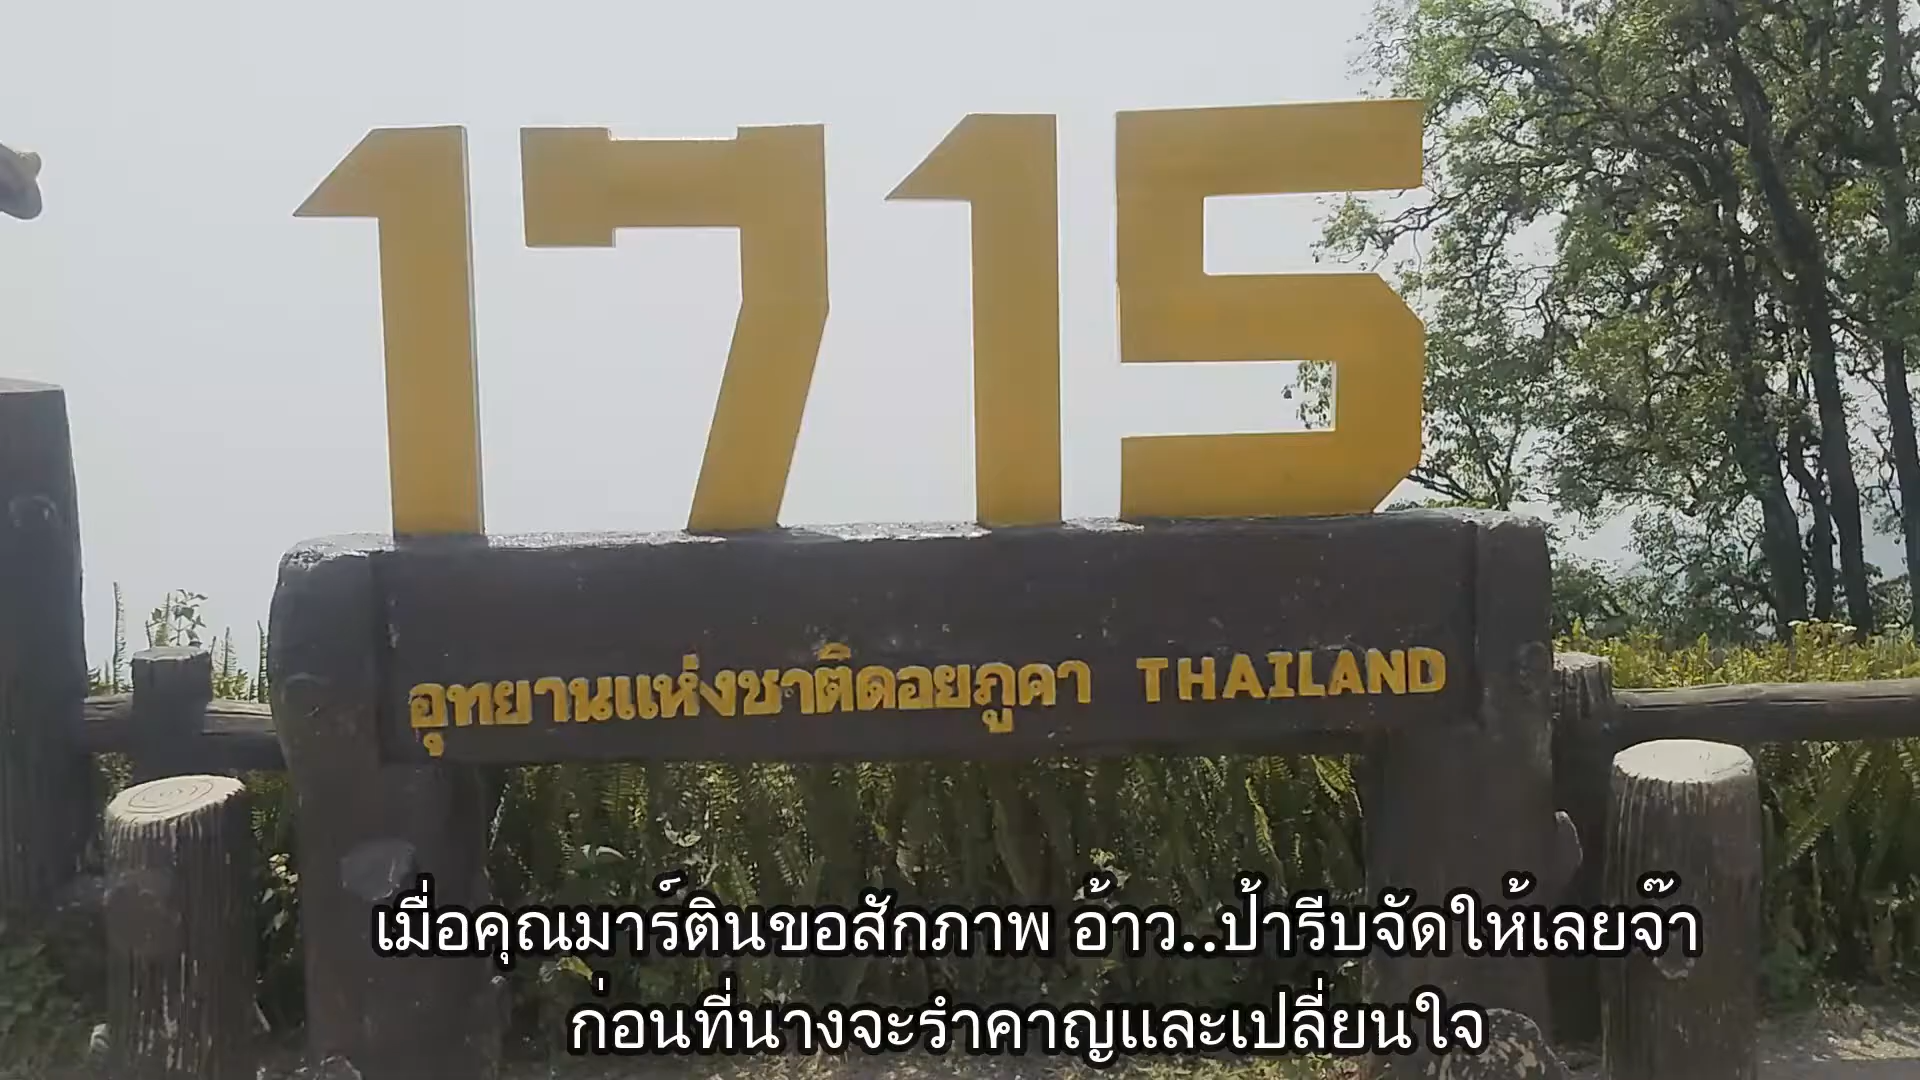 1715
อุทยานแห่งชาติดอยภูคา THAILAND
เมื่อคุณมาร์ตินขอสักภาพ อ้าว..ป้ารีบจัดให้เลยจ๊า
ก่อนที่นางจะรำคาญและเปลี่ยนใจ